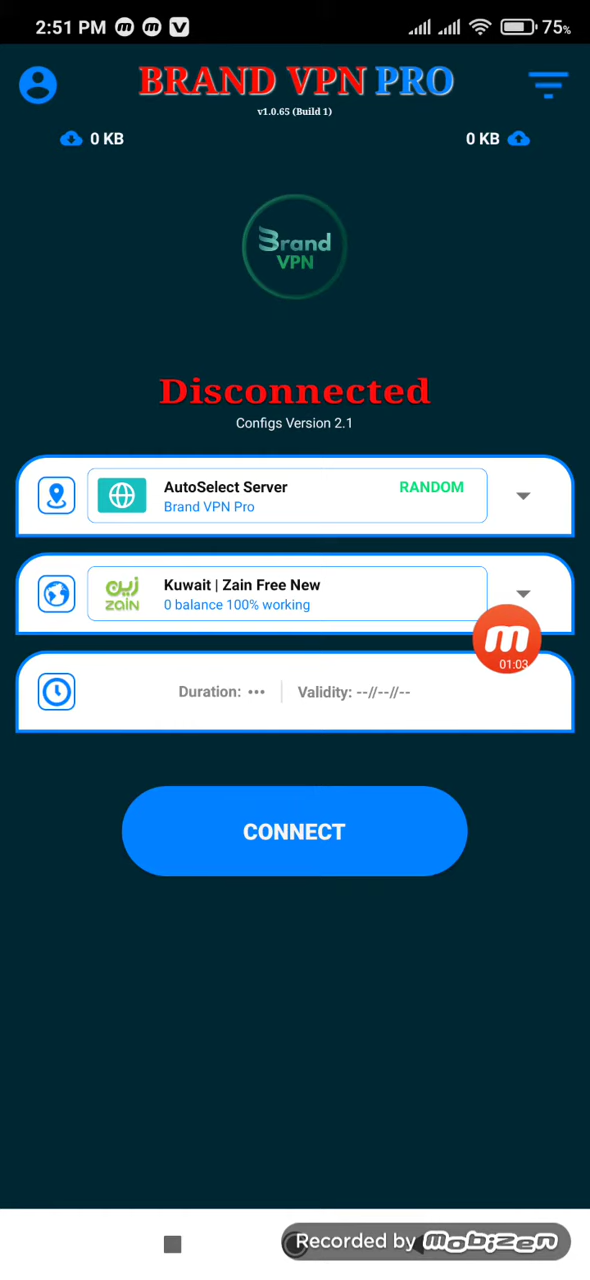 2:51 PM
75%
BRAND VPN PRO
v1.0.65 (Build 1)
0 KB
0 KB
Brand
VPN
Disconnected
Configs Version 2.1
AutoSelect Server
RANDOM
Brand VPN Pro
زين
zain
Kuwait | Zain Free New
0 balance 100% working
01:03
Duration: •••
Validity: --//--//--
CONNECT
Recorded by mobizen